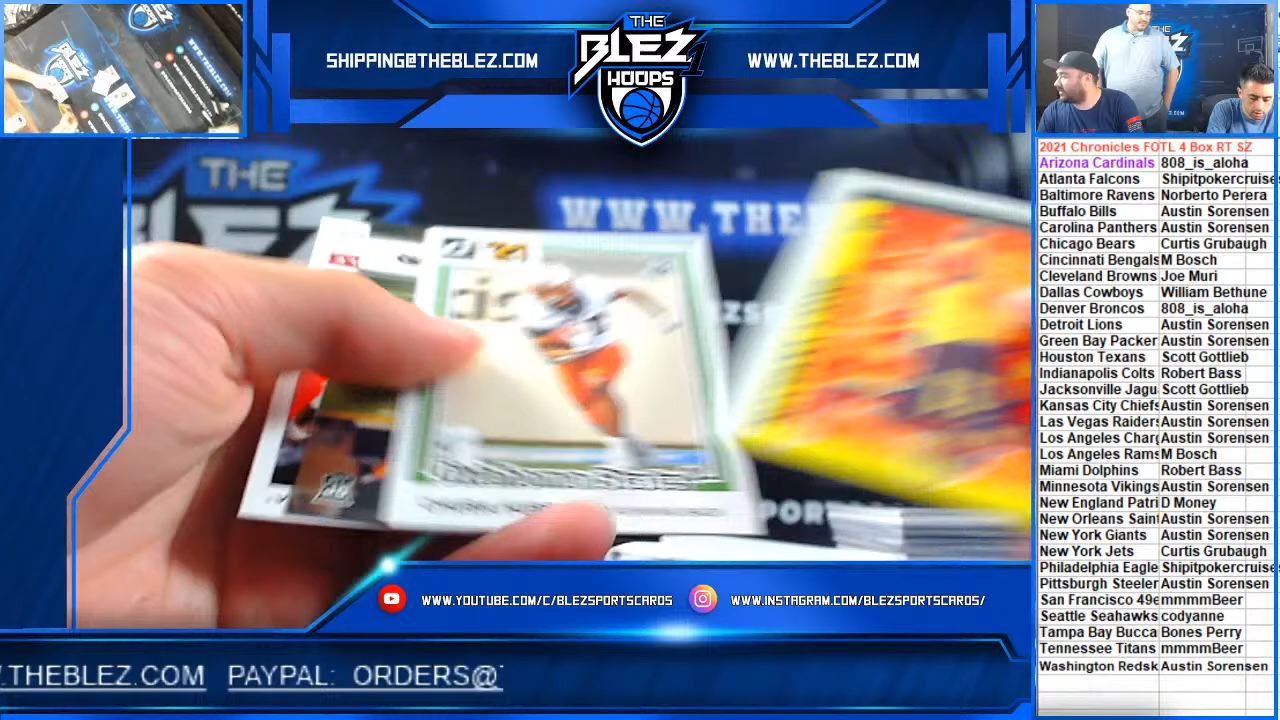 SHIPPING@THEBLEZ.COM
THE
BLEZ
HOOPS
WWW.THEBLEZ.COM
THE
WWW.THE
2021 Chronicles FOTL 4 Box RT SZ
Arizona Cardinals 808_is_aloha
Atlanta Falcons Shipitpokercruise
Baltimore Ravens Norberto Perera
Buffalo Bills Austin Sorensen
Carolina Panthers Austin Sorensen
Chicago Bears Curtis Grubaugh
Cincinnati Bengals M Bosch
Cleveland Browns Joe Muri
Dallas Cowboys William Bethune
Denver Broncos 808_is_aloha
Detroit Lions Austin Sorensen
Green Bay Packer Austin Sorensen
Houston Texans Scott Gottlieb
Indianapolis Colts Robert Bass
Jacksonville Jagu Scott Gottlieb
Kansas City Chiefs Austin Sorensen
Las Vegas Raiders Austin Sorensen
Los Angeles Charg Austin Sorensen
Los Angeles Rams M Bosch
Miami Dolphins Robert Bass
Minnesota Vikings Austin Sorensen
New England Patri D Money
New Orleans Saint Austin Sorensen
New York Giants Austin Sorensen
New York Jets Curtis Grubaugh
Philadelphia Eagle Shipitpokercruise
Pittsburgh Steeler Austin Sorensen
San Francisco 49e mmmmBeer
Seattle Seahawks codyanne
Tampa Bay Bucca Bones Perry
Tennessee Titans mmmmBeer
Washington Redsk Austin Sorensen
WWW.YOUTUBE.COM/C/BLEZSPORTSCARDS
WWW.INSTAGRAM.COM/BLEZSPORTSCARDS/
.THEBLEZ.COM PAYPAL: ORDERS@